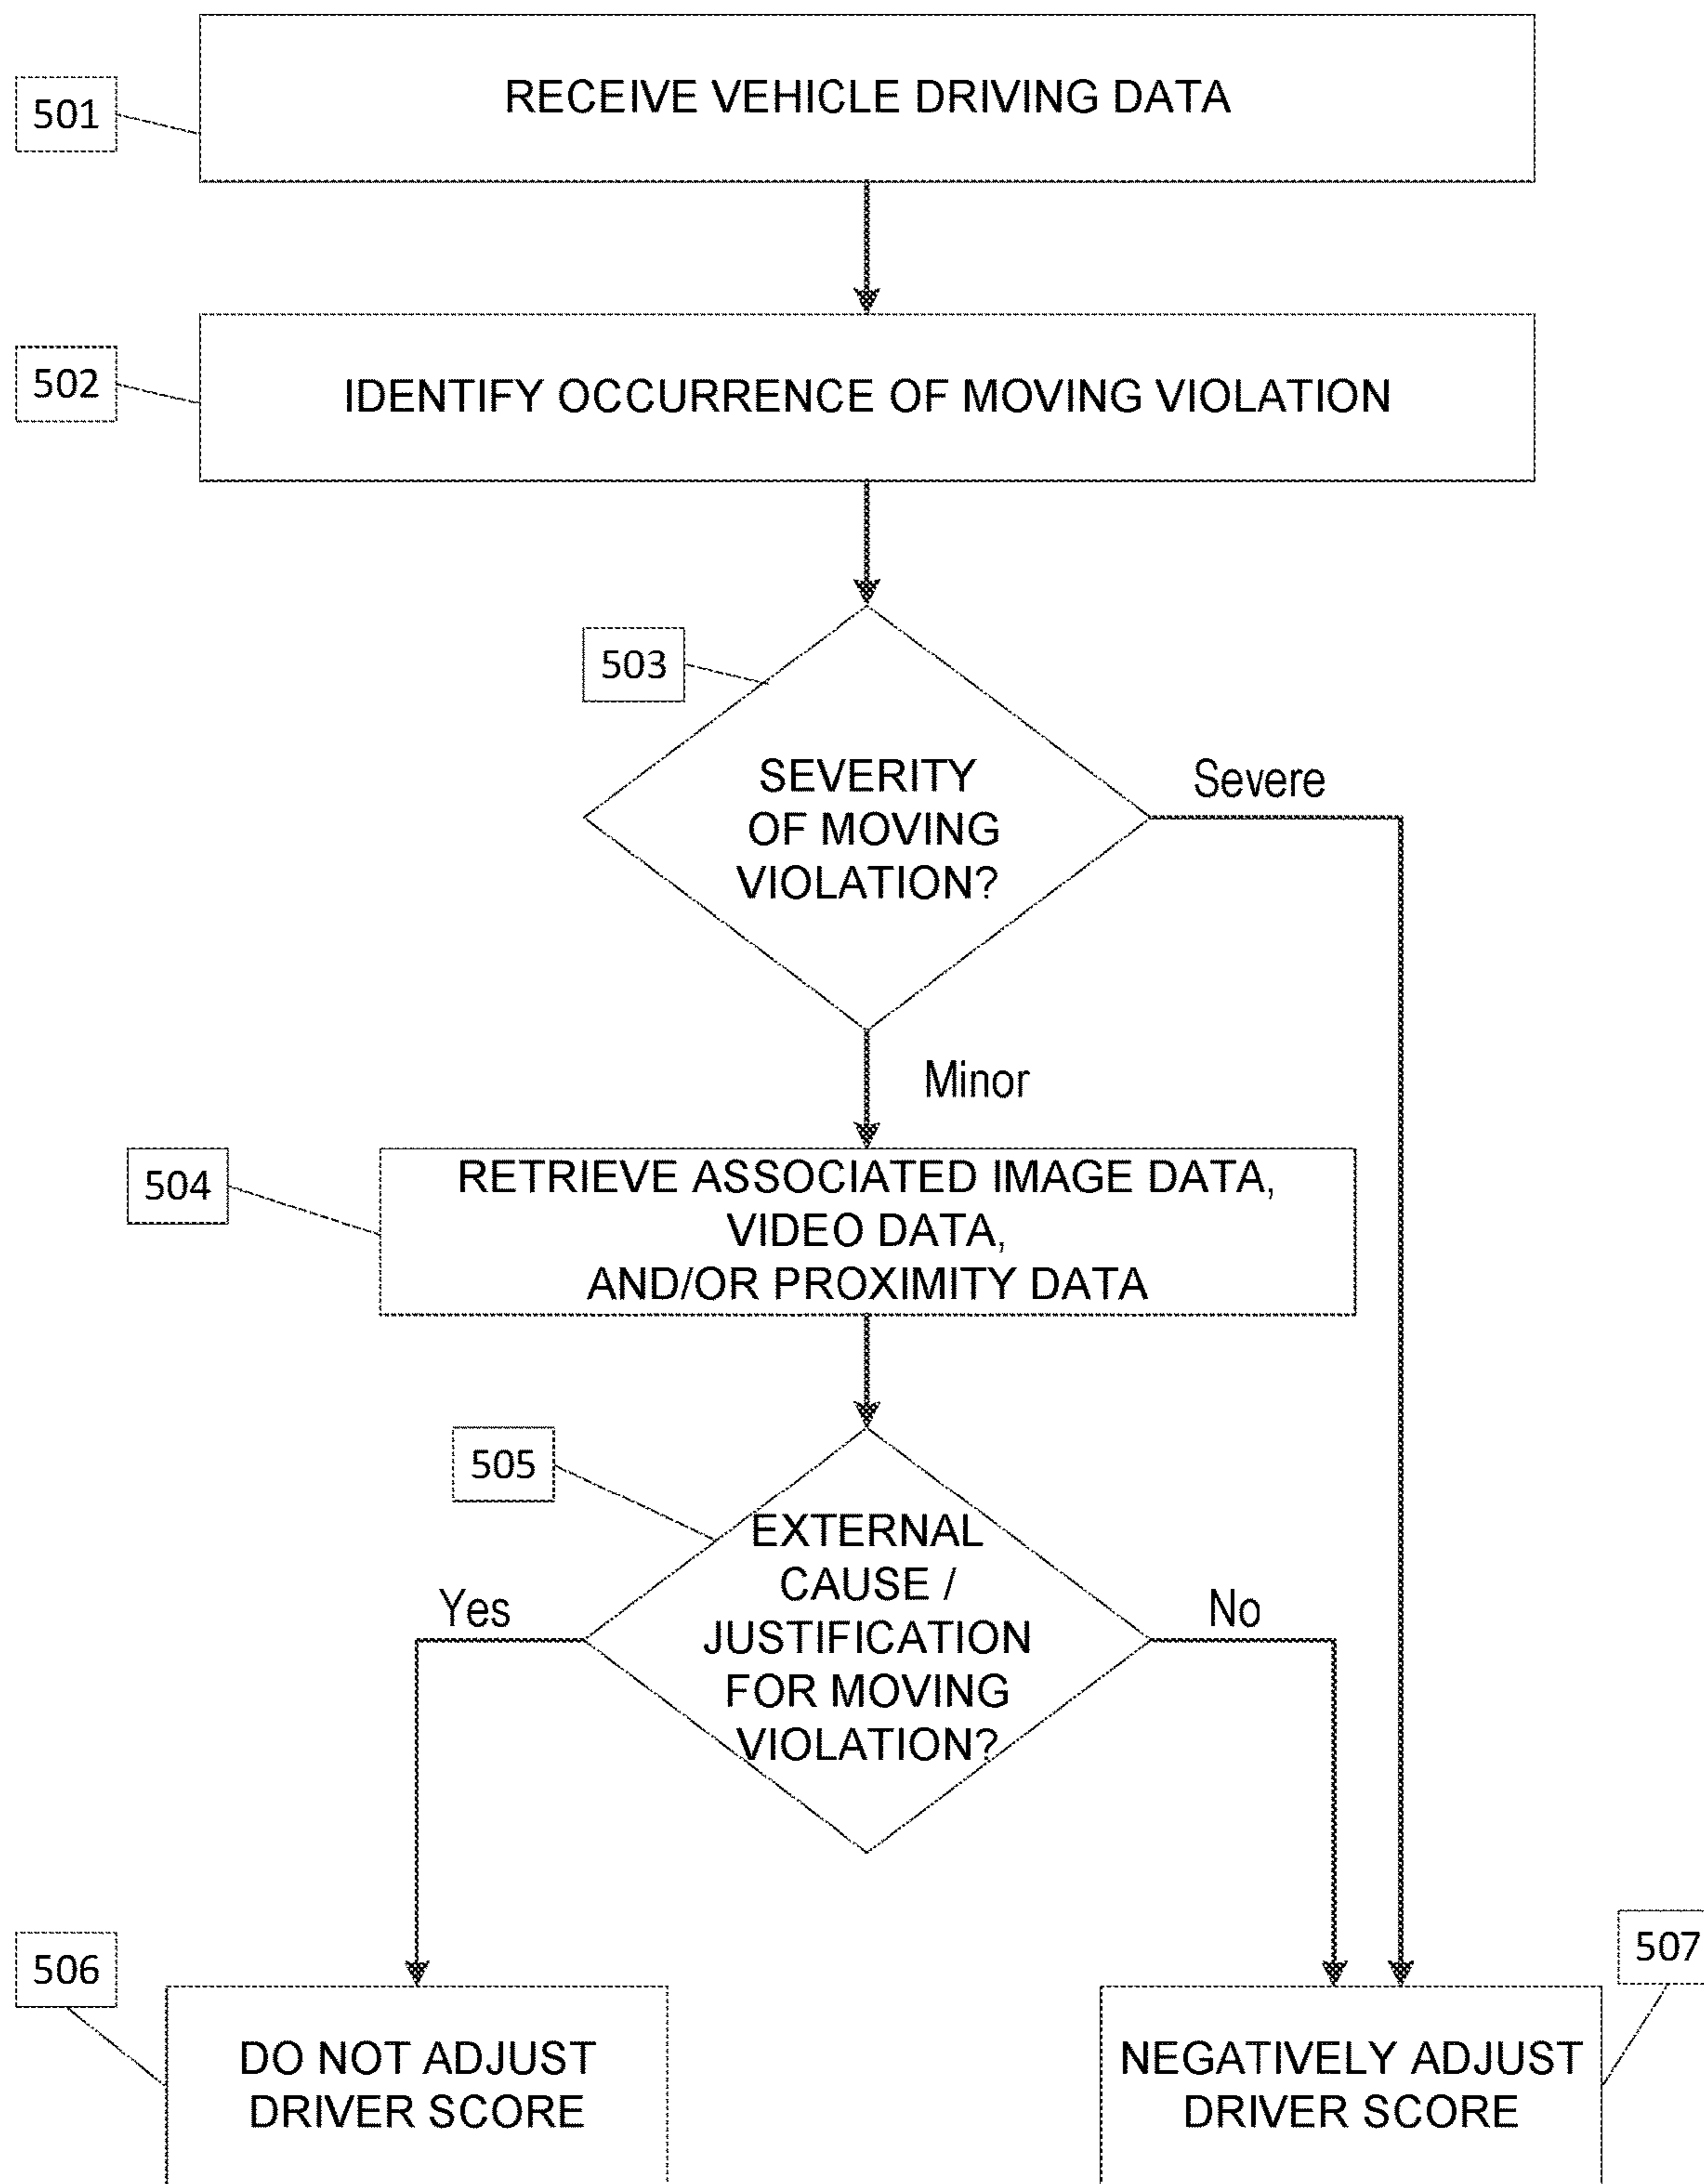 501
RECEIVE VEHICLE DRIVING DATA
502
IDENTIFY OCCURRENCE OF MOVING VIOLATION
503
SEVERITY
OF MOVING
VIOLATION?
Severe
Minor
504
RETRIEVE ASSOCIATED IMAGE DATA,
VIDEO DATA,
AND/OR PROXIMITY DATA
505
EXTERNAL
CAUSE /
JUSTIFICATION
FOR MOVING
VIOLATION?
Yes
No
506
DO NOT ADJUST
DRIVER SCORE
507
NEGATIVELY ADJUST
DRIVER SCORE